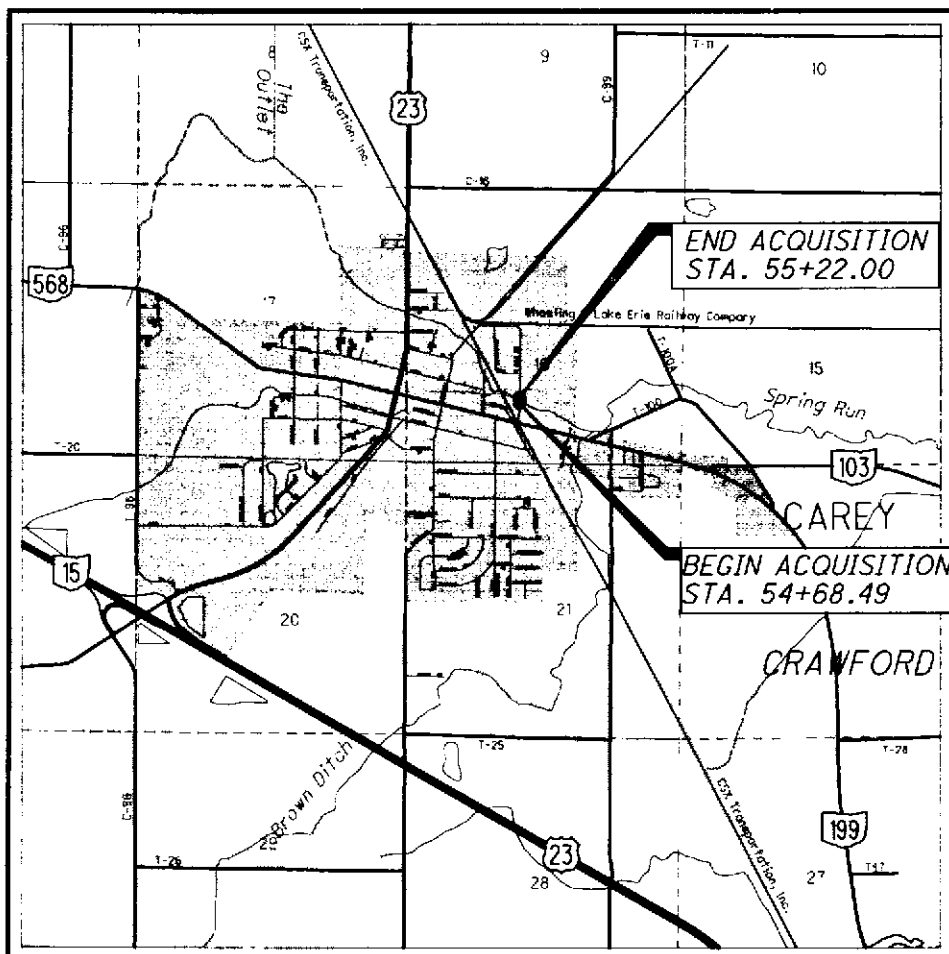 8
9
10
T-11
The
Outlet
CSX Transportation, Inc.
23
C-99
C-96
C-16
END ACQUISITION
STA. 55+22.00
568
17
Lake Erie Railway Company
16
T-100A
15
Spring Run
T-100
T-20
103
CAREY
15
BEGIN ACQUISITION
STA. 54+68.49
20
21
CRAWFORD
T-25
T-28
Brown Ditch
CSX Transportation, Inc.
199
23
T-26
28
27